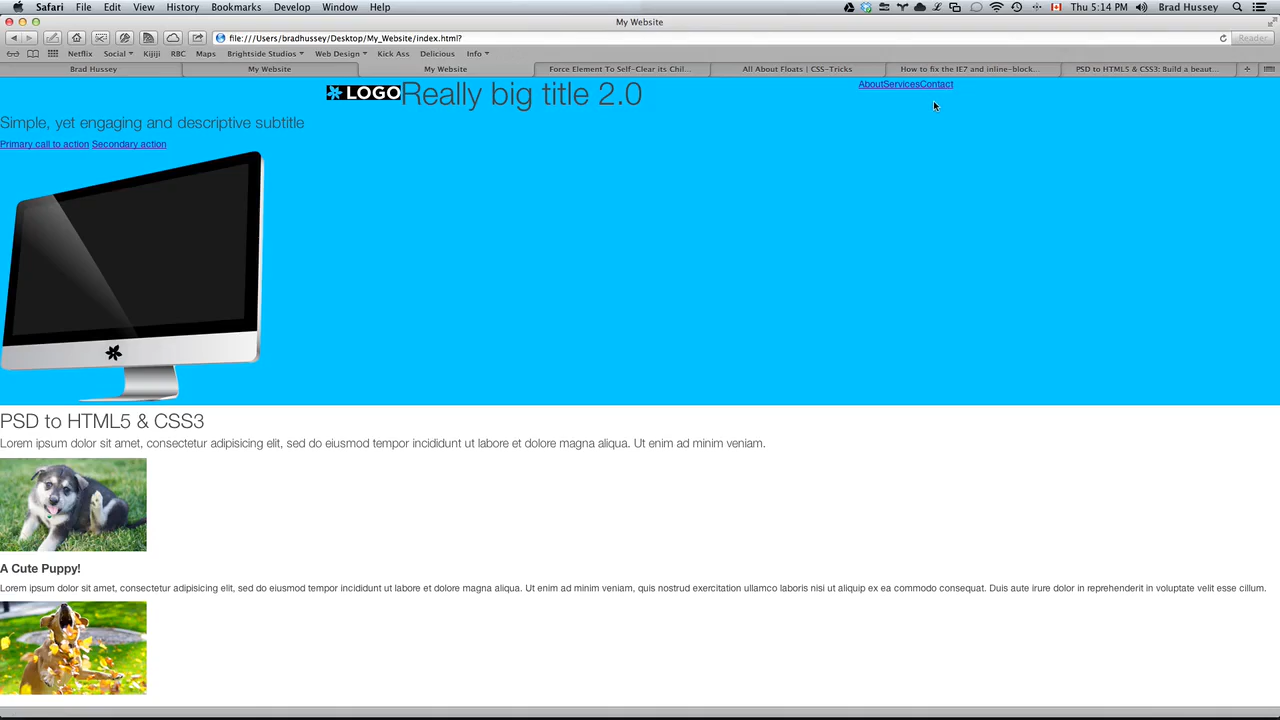 Safari File Edit View History Bookmarks Develop Window Help Thu 5:14 PM Brad Hussey
My Website
file:///Users/bradhussey/Desktop/My_Website/index.html? Reader
Netflix Social Kijiji RBC Maps Brightside Studios Web Design Kick Ass Delicious Info
Brad Hussey My Website My Website Force Element To Self-Clear its Chil... All About Floats | CSS-Tricks How to fix the IE7 and inline-block... PSD to HTML5 & CSS3: Build a beaut...
LOGO Really big title 2.0 AboutServicesContact
Simple, yet engaging and descriptive subtitle
Primary call to action Secondary action
PSD to HTML5 & CSS3
Lorem ipsum dolor sit amet, consectetur adipisicing elit, sed do eiusmod tempor incididunt ut labore et dolore magna aliqua. Ut enim ad minim veniam.
A Cute Puppy!
Lorem ipsum dolor sit amet, consectetur adipisicing elit, sed do eiusmod tempor incididunt ut labore et dolore magna aliqua. Ut enim ad minim veniam, quis nostrud exercitation ullamco laboris nisi ut aliquip ex ea commodo consequat. Duis aute irure dolor in reprehenderit in voluptate velit esse cillum.